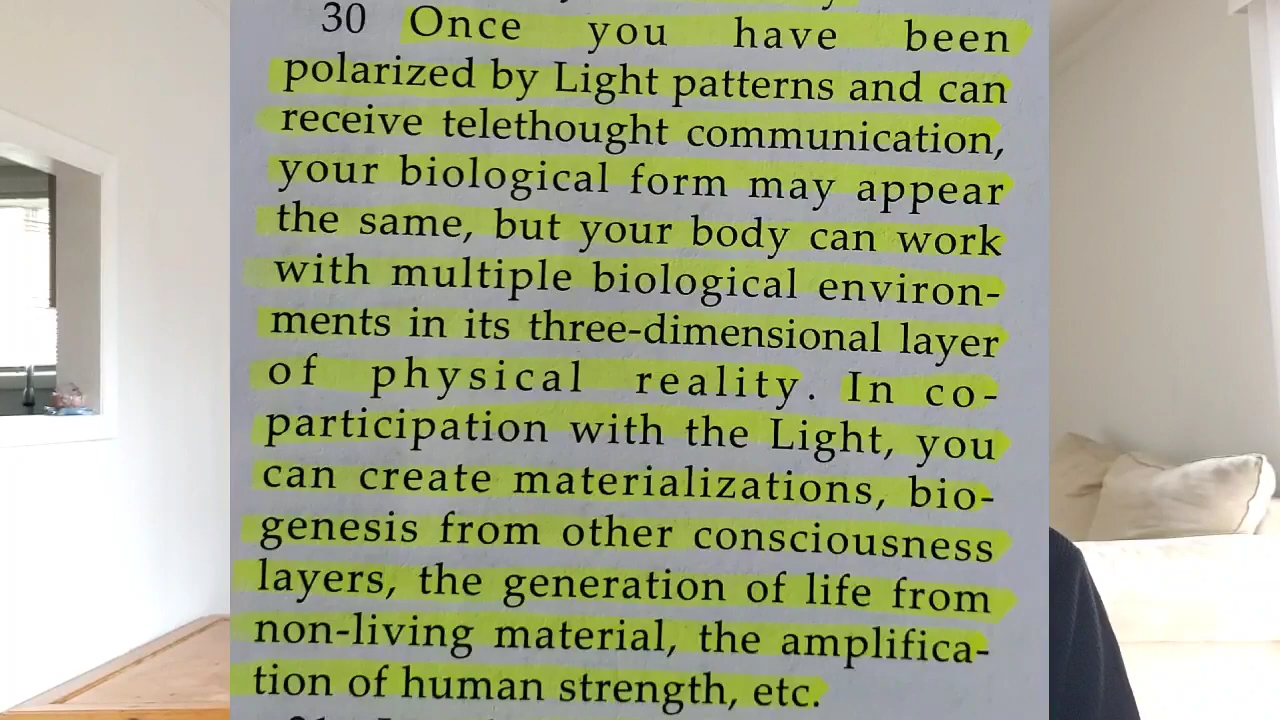 30 Once you have been
polarized by Light patterns and can
receive telethought communication,
your biological form may appear
the same, but your body can work
with multiple biological environ-
ments in its three-dimensional layer
of physical reality. In co-
participation with the Light, you
can create materializations, bio-
genesis from other consciousness
layers, the generation of life from
non-living material, the amplifica-
tion of human strength, etc.